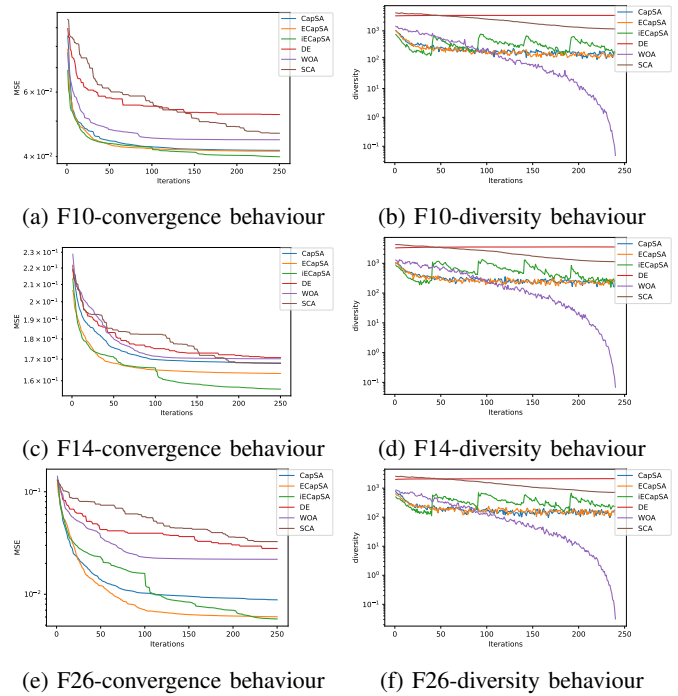 MSE
6 × 10⁻²
4 × 10⁻²
0 50 100 150 200 250
Iterations
CapSA
ECapSA
iECapSA
DE
WOA
SCA
diversity
10³
10²
10¹
10⁰
10⁻¹
0 50 100 150 200 250
Iterations
CapSA
ECapSA
iECapSA
DE
WOA
SCA
(a) F10-convergence behaviour
(b) F10-diversity behaviour
MSE
2.3 × 10⁻¹
2.2 × 10⁻¹
2.1 × 10⁻¹
2 × 10⁻¹
1.9 × 10⁻¹
1.8 × 10⁻¹
1.7 × 10⁻¹
1.6 × 10⁻¹
0 50 100 150 200 250
Iterations
CapSA
ECapSA
iECapSA
DE
WOA
SCA
diversity
10³
10²
10¹
10⁰
10⁻¹
0 50 100 150 200 250
Iterations
CapSA
ECapSA
iECapSA
DE
WOA
SCA
(c) F14-convergence behaviour
(d) F14-diversity behaviour
MSE
10⁻¹
10⁻²
0 50 100 150 200 250
Iterations
CapSA
ECapSA
iECapSA
DE
WOA
SCA
diversity
10³
10²
10¹
10⁰
10⁻¹
0 50 100 150 200 250
Iterations
CapSA
ECapSA
iECapSA
DE
WOA
SCA
(e) F26-convergence behaviour
(f) F26-diversity behaviour